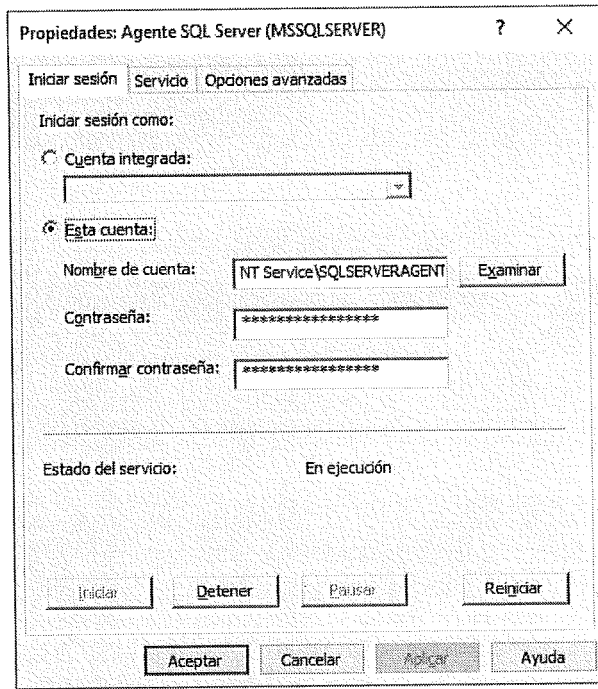 Propiedades: Agente SQL Server (MSSQLSERVER) ? ×
Iniciar sesión Servicio Opciones avanzadas
Iniciar sesión como:
Cuenta integrada:
Esta cuenta:
Nombre de cuenta: NT Service\SQLSERVERAGENT Examinar
Contraseña: ****************
Confirmar contraseña: ****************
Estado del servicio: En ejecución
Iniciar Detener Pausar Reiniciar
Aceptar Cancelar Aplicar Ayuda